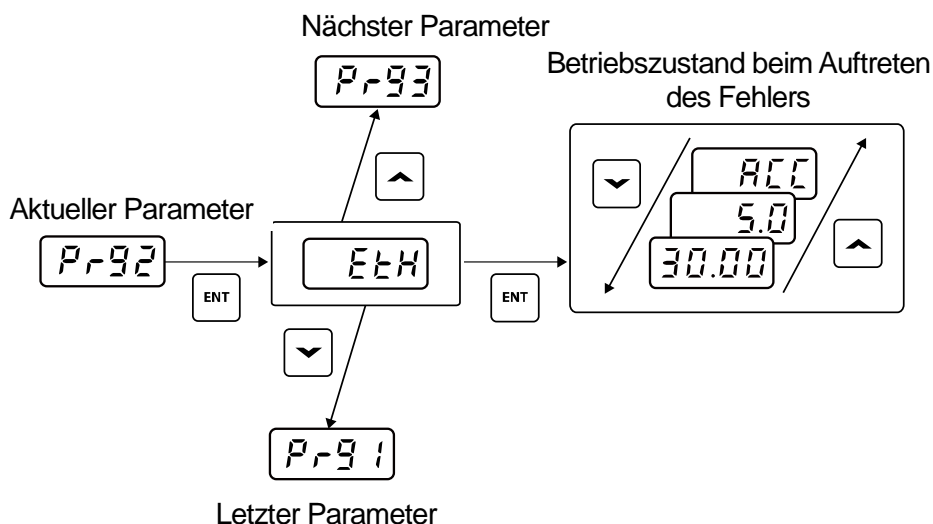 Nächster Parameter
Pr93
Betriebszustand beim Auftreten
des Fehlers
ACC
5.0
30.00
Aktueller Parameter
Pr92
ENT
EtH
ENT
Pr91
Letzter Parameter